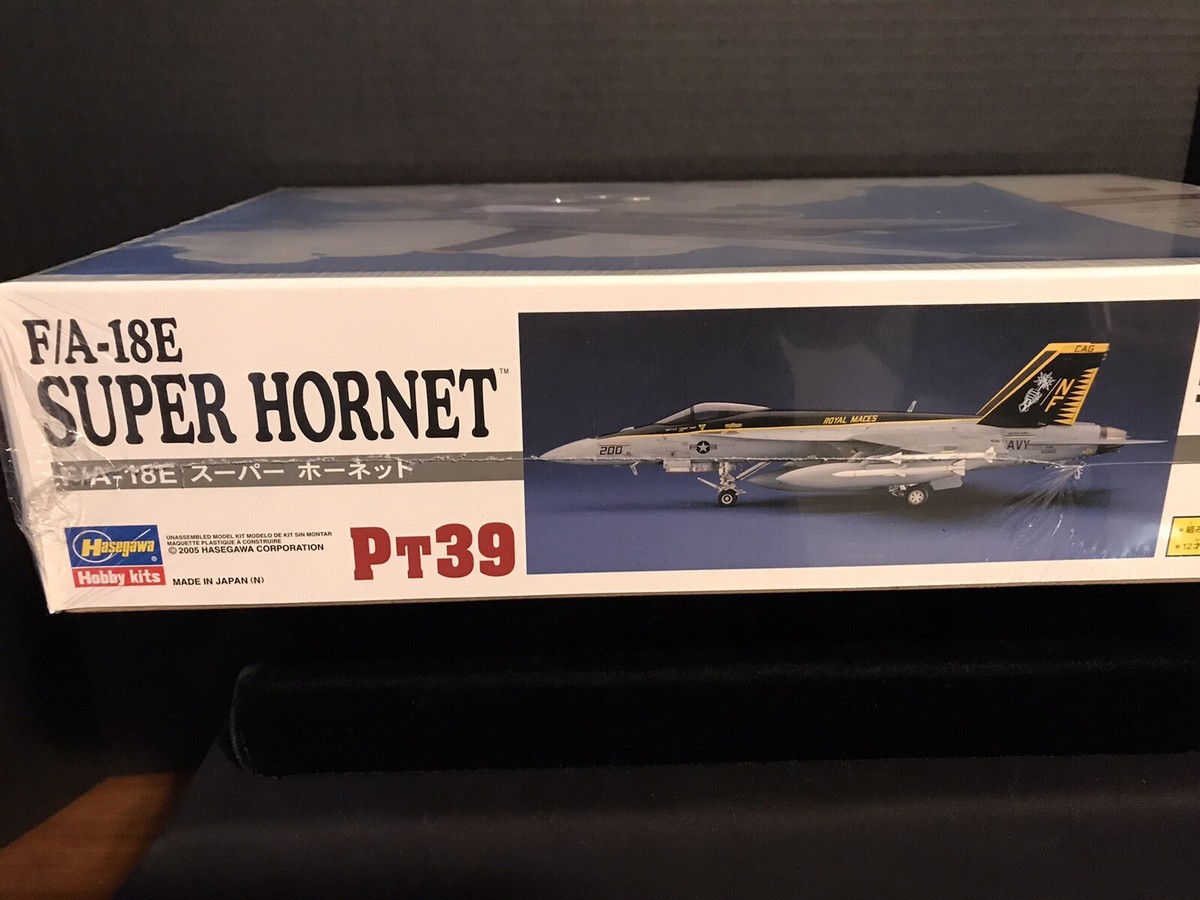 F/A-18E
SUPER HORNET™
F/A-18E スーパー ホーネット
Hasegawa®
Hobby kits
UNASSEMBLED MODEL KIT MODELO DE KIT SIN MONTAR
MAQUETTE PLASTIQUE À CONSTRUIRE
©2005 HASEGAWA CORPORATION
MADE IN JAPAN (N)
PT39
CAG
NF
ROYAL MACES
200
AVY